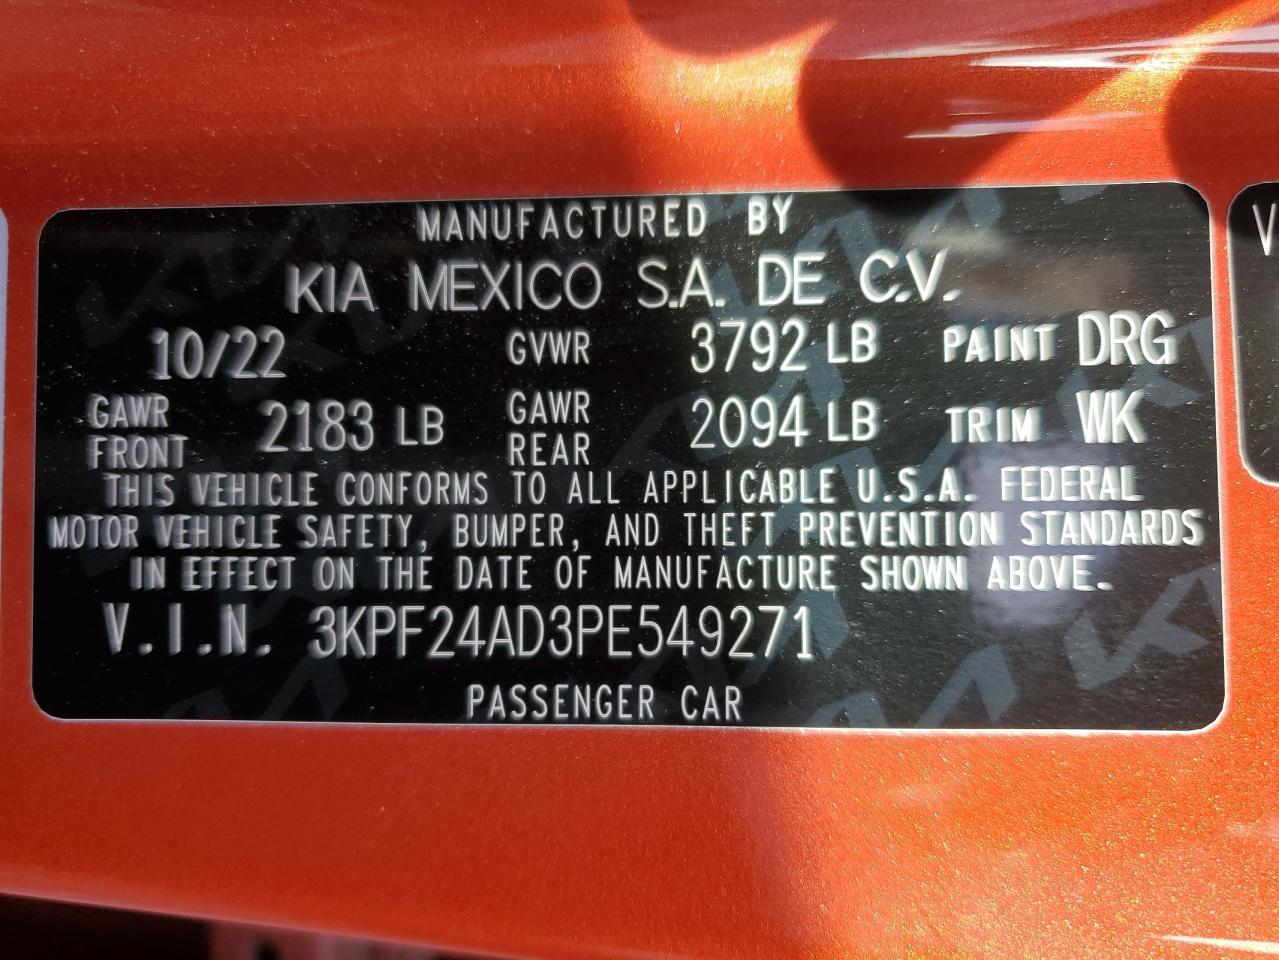 MANUFACTURED BY
KIA MEXICO S.A. DE C.V.
10/22 GVWR 3792 LB PAINT DRG
GAWR FRONT 2183 LB GAWR REAR 2094 LB TRIM WK
THIS VEHICLE CONFORMS TO ALL APPLICABLE U.S.A. FEDERAL
MOTOR VEHICLE SAFETY, BUMPER, AND THEFT PREVENTION STANDARDS
IN EFFECT ON THE DATE OF MANUFACTURE SHOWN ABOVE.
V.I.N. 3KPF24AD3PE549271
PASSENGER CAR
V